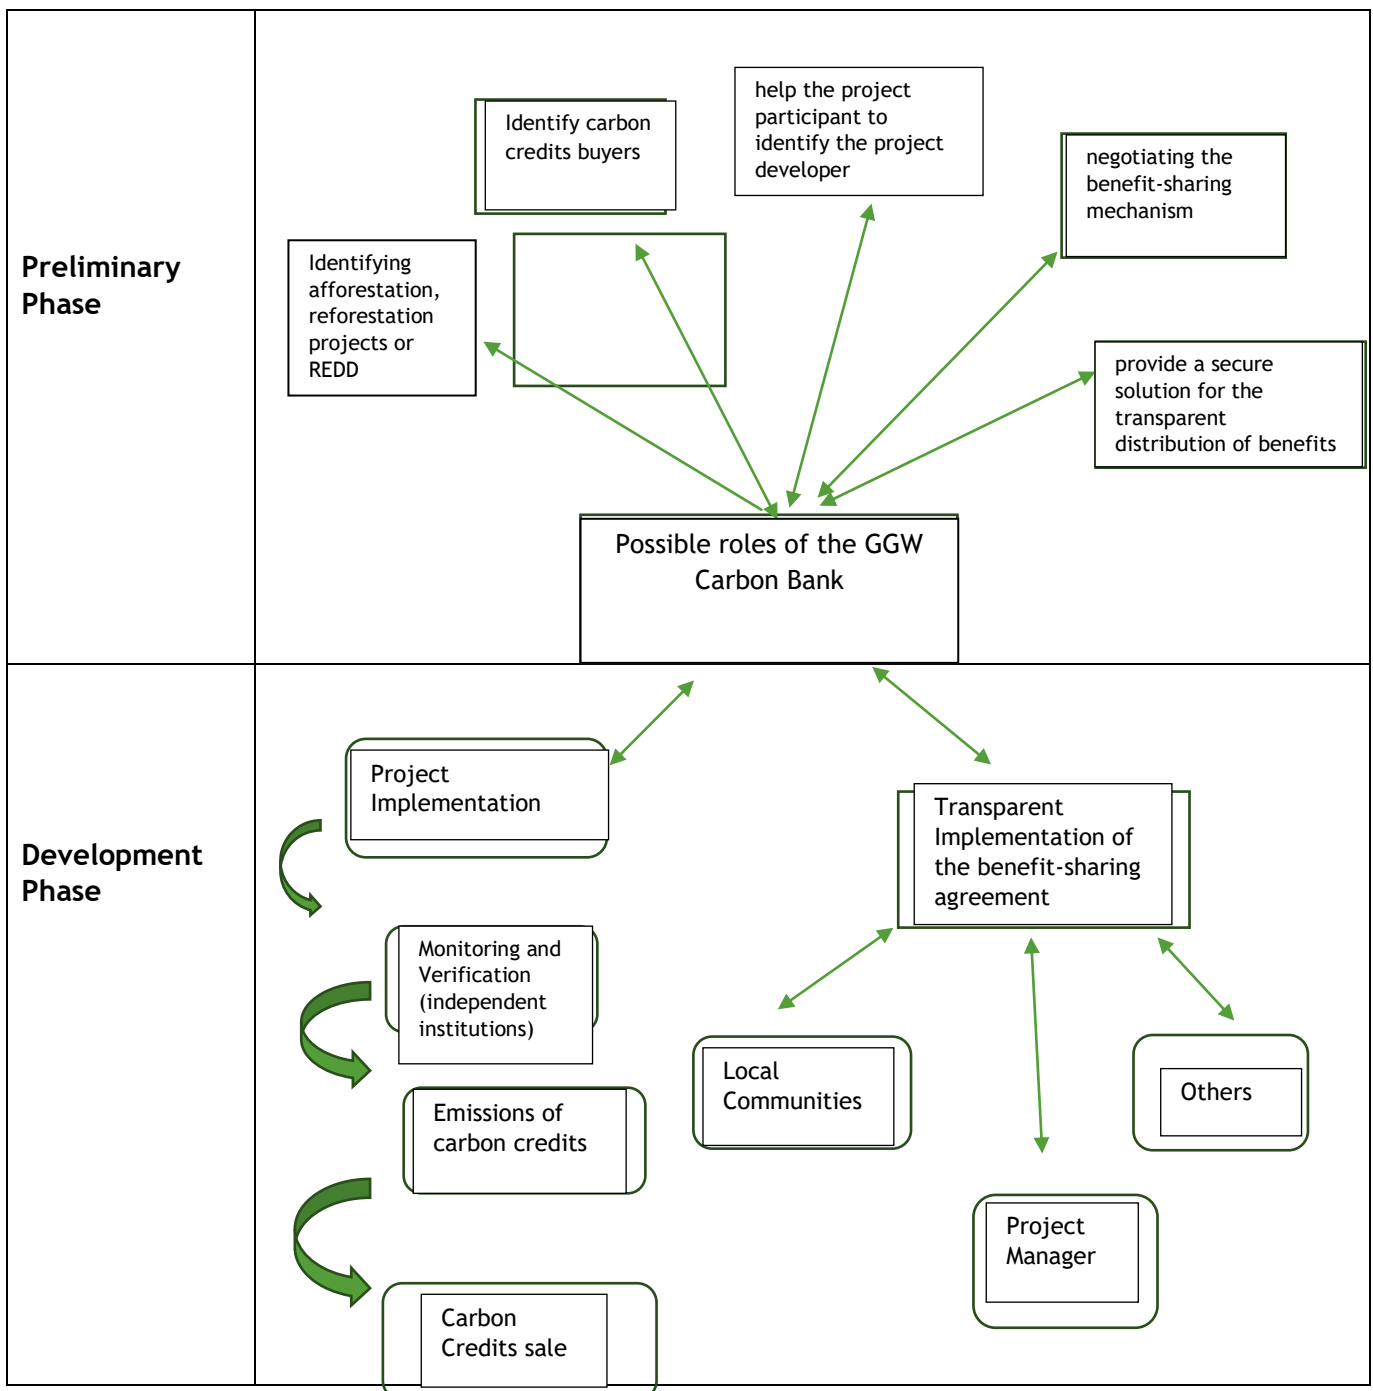 Preliminary
Phase
Identify carbon
credits buyers
help the project
participant to
identify the project
developer
negotiating the
benefit-sharing
mechanism
Identifying
afforestation,
reforestation
projects or
REDD
provide a secure
solution for the
transparent
distribution of benefits
Possible roles of the GGW
Carbon Bank
Development
Phase
Project
Implementation
Transparent
Implementation of
the benefit-sharing
agreement
Monitoring and
Verification
(independent
institutions)
Emissions of
carbon credits
Local
Communities
Others
Project
Manager
Carbon
Credits sale